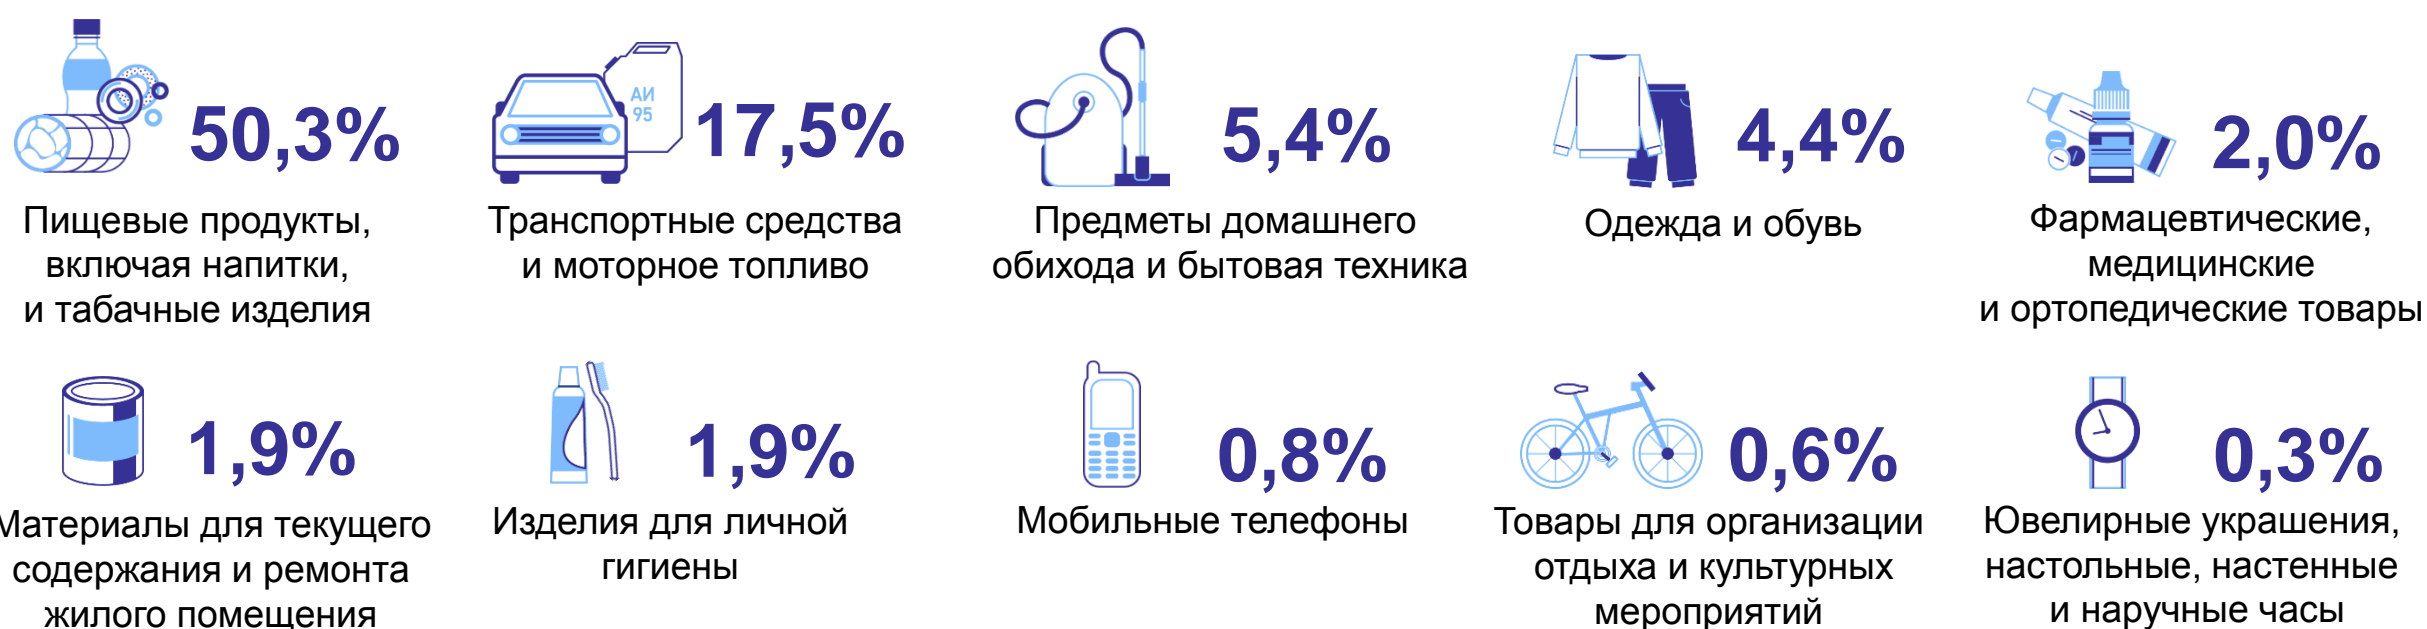 АИ
95
50,3%
Пищевые продукты,
включая напитки,
и табачные изделия
17,5%
Транспортные средства
и моторное топливо
5,4%
Предметы домашнего
обихода и бытовая техника
4,4%
Одежда и обувь
2,0%
Фармацевтические,
медицинские
и ортопедические товары
1,9%
Материалы для текущего
содержания и ремонта
жилого помещения
1,9%
Изделия для личной
гигиены
0,8%
Мобильные телефоны
0,6%
Товары для организации
отдыха и культурных
мероприятий
0,3%
Ювелирные украшения,
настольные, настенные
и наручные часы